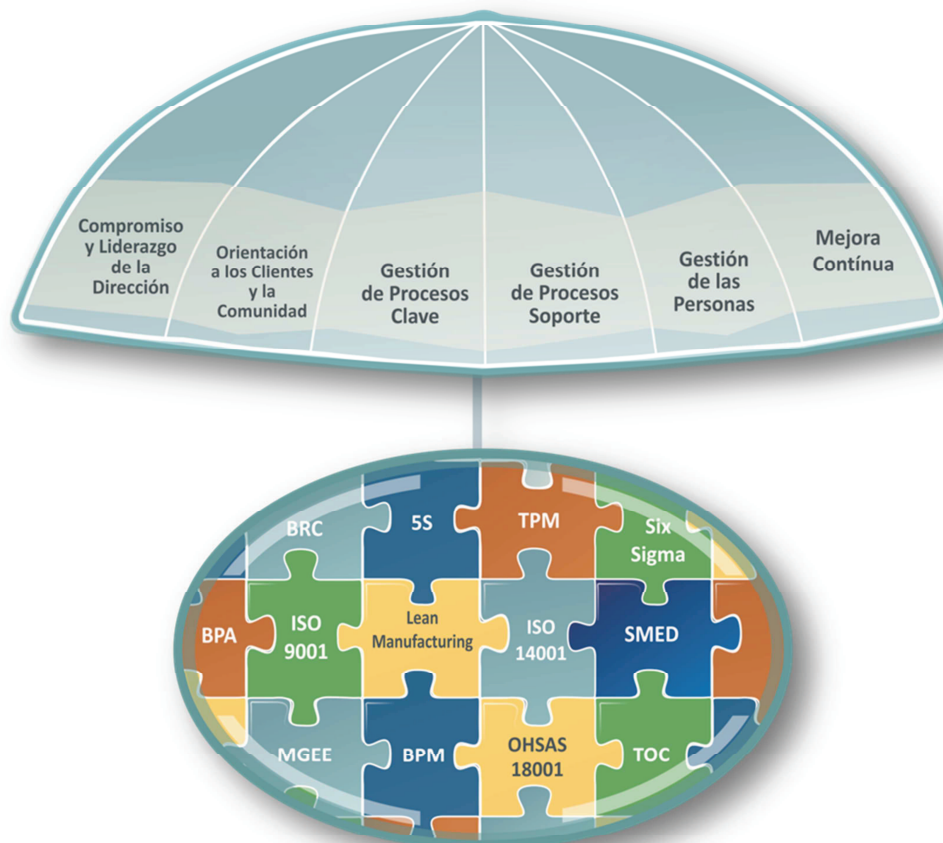 Compromiso
y Liderazgo
de la
Dirección
Orientación
a los Clientes
y la
Comunidad
Gestión
de Procesos
Clave
Gestión
de Procesos
Soporte
Gestión
de las
Personas
Mejora
Contínua
BRC
5S
TPM
Six
Sigma
BPA
ISO
9001
Lean
Manufacturing
ISO
14001
SMED
MGEE
BPM
OHSAS
18001
TOC